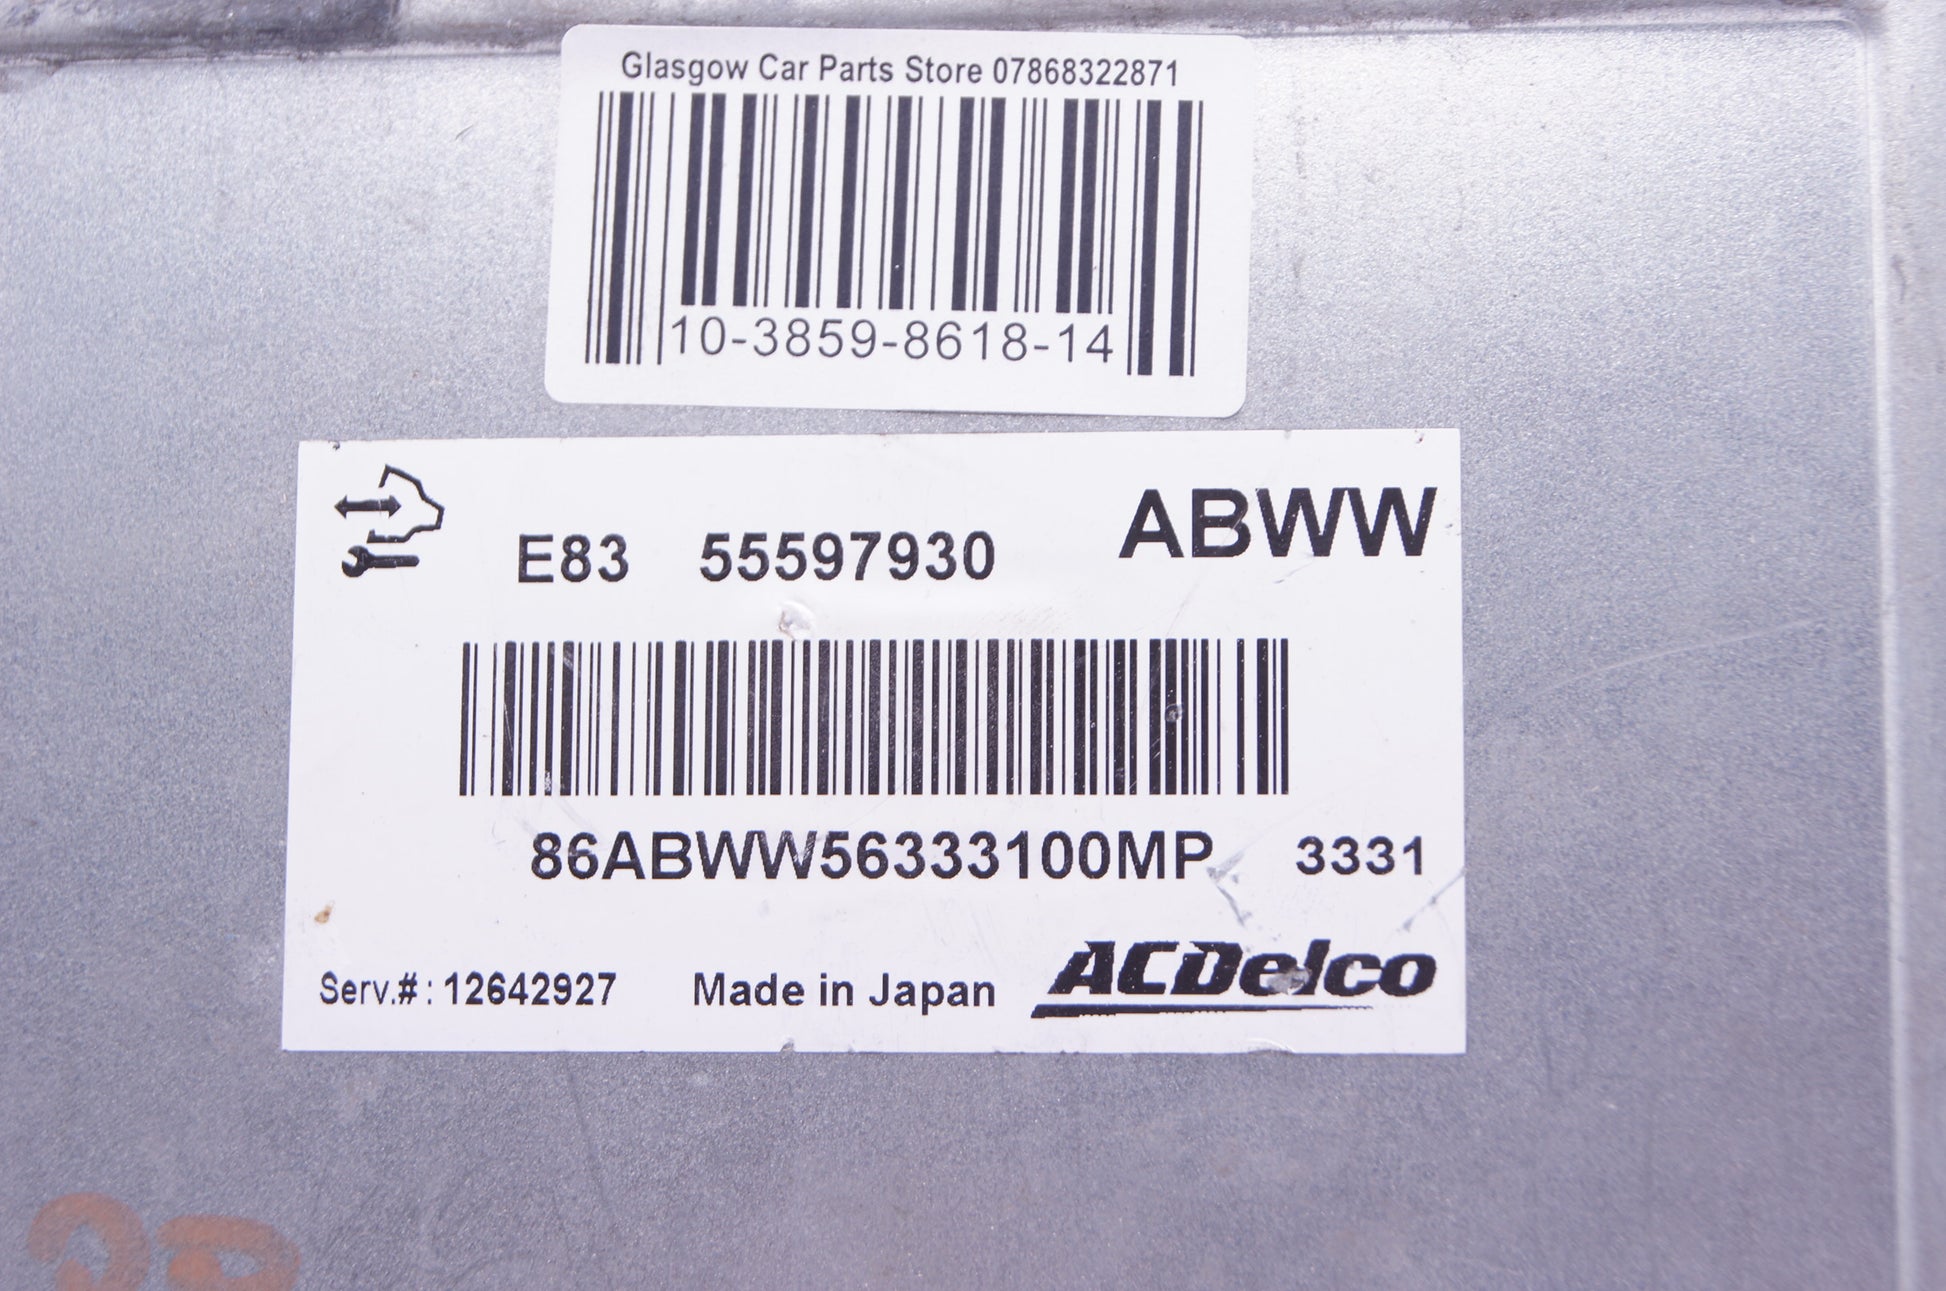 Glasgow Car Parts Store 07868322871
10-3859-8618-14
E83 55597930 ABWW
86ABWW56333100MP 3331
Serv.#: 12642927 Made in Japan ACDelco